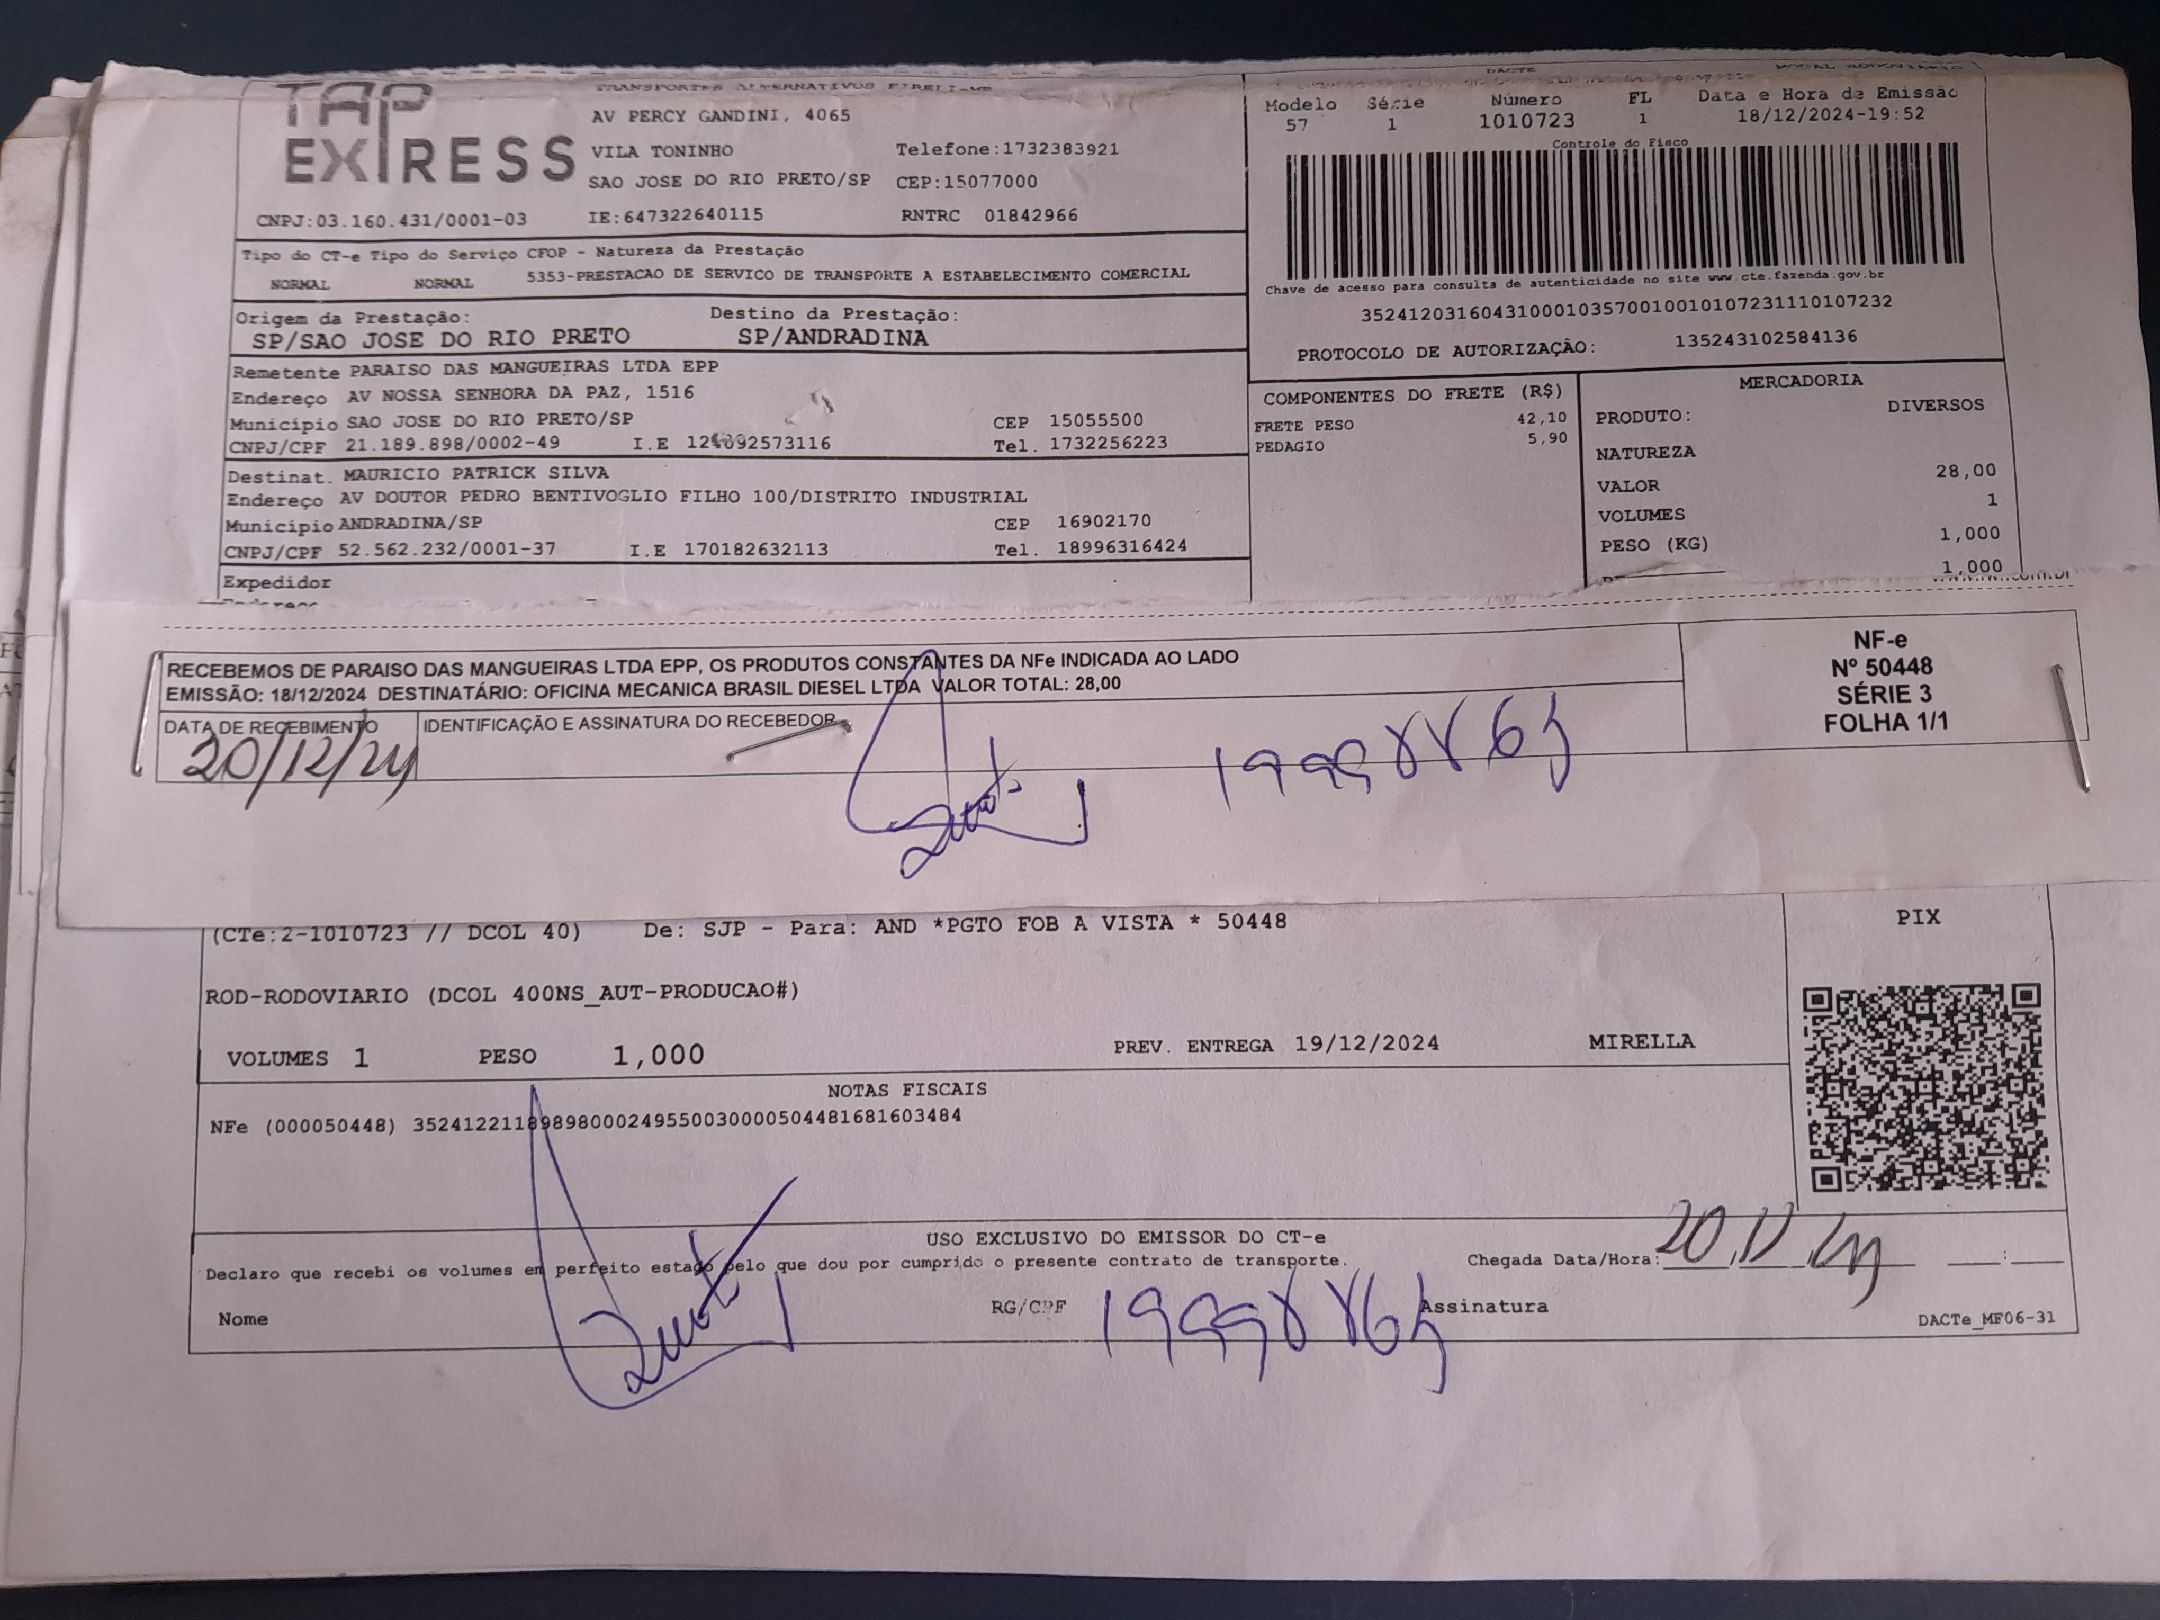 TAP EXPRESS
TRANSPORTES ALTERNATIVOS EIRELI-ME
AV PERCY GANDINI, 4065
VILA TONINHO Telefone:1732383921
SAO JOSE DO RIO PRETO/SP CEP:15077000
CNPJ:03.160.431/0001-03 IE:647322640115 RNTRC 01842966
DACTE
Modelo Série Número FL Data e Hora de Emissão
57 1 1010723 1 18/12/2024-19:52
Controle do Fisco
Chave de acesso para consulta de autenticidade no site www.cte.fazenda.gov.br
35241203160431000103570010010107231110107232
PROTOCOLO DE AUTORIZAÇÃO: 135243102584136
Tipo do CT-e Tipo do Serviço CFOP - Natureza da Prestação
NORMAL NORMAL 5353-PRESTACAO DE SERVICO DE TRANSPORTE A ESTABELECIMENTO COMERCIAL
Origem da Prestação: Destino da Prestação:
SP/SAO JOSE DO RIO PRETO SP/ANDRADINA
Remetente PARAISO DAS MANGUEIRAS LTDA EPP
Endereço AV NOSSA SENHORA DA PAZ, 1516
Município SAO JOSE DO RIO PRETO/SP CEP 15055500
CNPJ/CPF 21.189.898/0002-49 I.E 124092573116 Tel. 1732256223
Destinat. MAURICIO PATRICK SILVA
Endereço AV DOUTOR PEDRO BENTIVOGLIO FILHO 100/DISTRITO INDUSTRIAL
Município ANDRADINA/SP CEP 16902170
CNPJ/CPF 52.562.232/0001-37 I.E 170182632113 Tel. 18996316424
Expedidor
COMPONENTES DO FRETE (R$)
FRETE PESO 42,10
PEDAGIO 5,90
MERCADORIA
PRODUTO: DIVERSOS
NATUREZA
VALOR 28,00
VOLUMES 1
PESO (KG) 1,000
1,000
RECEBEMOS DE PARAISO DAS MANGUEIRAS LTDA EPP, OS PRODUTOS CONSTANTES DA NFe INDICADA AO LADO
EMISSÃO: 18/12/2024 DESTINATÁRIO: OFICINA MECANICA BRASIL DIESEL LTDA VALOR TOTAL: 28,00
DATA DE RECEBIMENTO IDENTIFICAÇÃO E ASSINATURA DO RECEBEDOR
20/12/24
NF-e
Nº 50448
SÉRIE 3
FOLHA 1/1
(CTe:2-1010723 // DCOL 40) De: SJP - Para: AND *PGTO FOB A VISTA * 50448
PIX
ROD-RODOVIARIO (DCOL 400NS_AUT-PRODUCAO#)
VOLUMES 1 PESO 1,000 PREV. ENTREGA 19/12/2024 MIRELLA
NOTAS FISCAIS
NFe (000050448) 35241221189898000249550030000504481681603484
USO EXCLUSIVO DO EMISSOR DO CT-e
Declaro que recebi os volumes em perfeito estado pelo que dou por cumprido o presente contrato de transporte. Chegada Data/Hora:
Nome RG/CPF Assinatura
DACTe_MF06-31